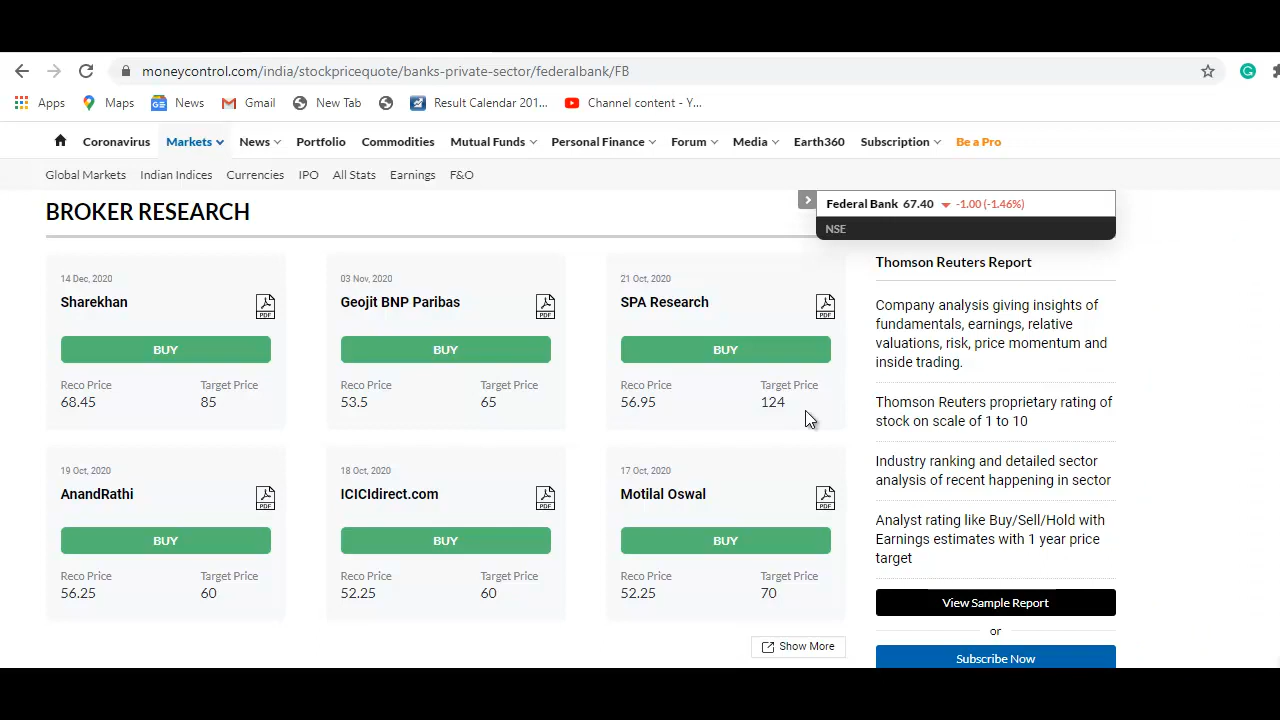 moneycontrol.com/india/stockpricequote/banks-private-sector/federalbank/FB
Apps Maps News Gmail New Tab Result Calendar 201... Channel content - Y...
Coronavirus Markets News Portfolio Commodities Mutual Funds Personal Finance Forum Media Earth360 Subscription Be a Pro
Global Markets Indian Indices Currencies IPO All Stats Earnings F&O
BROKER RESEARCH
Federal Bank 67.40 -1.00 (-1.46%)
NSE
14 Dec, 2020
Sharekhan
PDF
BUY
Reco Price Target Price
68.45 85
03 Nov, 2020
Geojit BNP Paribas
PDF
BUY
Reco Price Target Price
53.5 65
21 Oct, 2020
SPA Research
PDF
BUY
Reco Price Target Price
56.95 124
19 Oct, 2020
AnandRathi
PDF
BUY
Reco Price Target Price
56.25 60
18 Oct, 2020
ICICIdirect.com
PDF
BUY
Reco Price Target Price
52.25 60
17 Oct, 2020
Motilal Oswal
PDF
BUY
Reco Price Target Price
52.25 70
Show More
Thomson Reuters Report
Company analysis giving insights of
fundamentals, earnings, relative
valuations, risk, price momentum and
inside trading.
Thomson Reuters proprietary rating of
stock on scale of 1 to 10
Industry ranking and detailed sector
analysis of recent happening in sector
Analyst rating like Buy/Sell/Hold with
Earnings estimates with 1 year price
target
View Sample Report
or
Subscribe Now